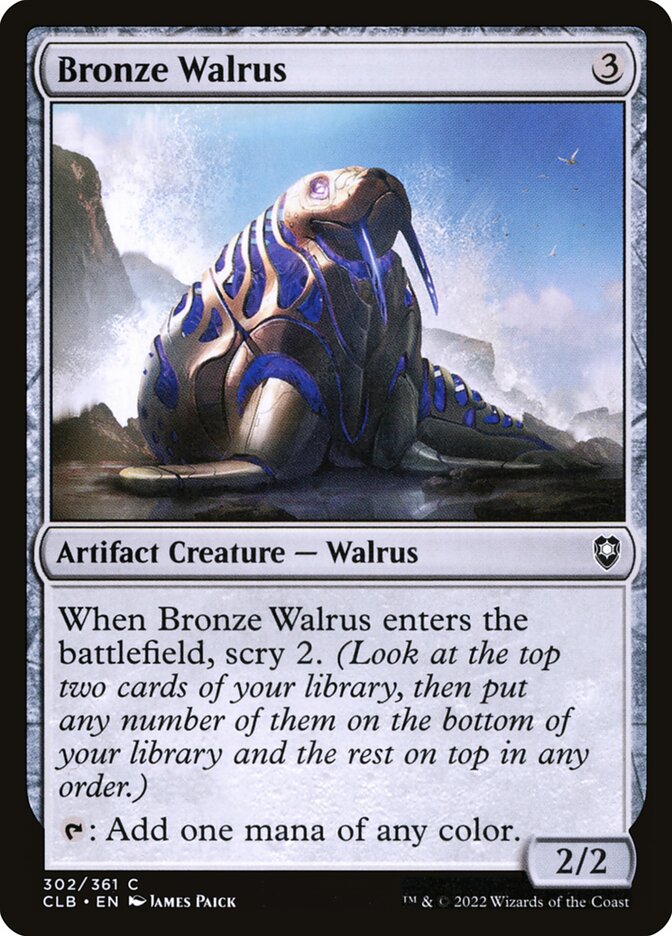 Bronze Walrus 3
Artifact Creature — Walrus
When Bronze Walrus enters the
battlefield, scry 2. (Look at the top
two cards of your library, then put
any number of them on the bottom of
your library and the rest on top in any
order.)
: Add one mana of any color.
2/2
302/361 C
CLB • EN James Paick
™ & © 2022 Wizards of the Coast